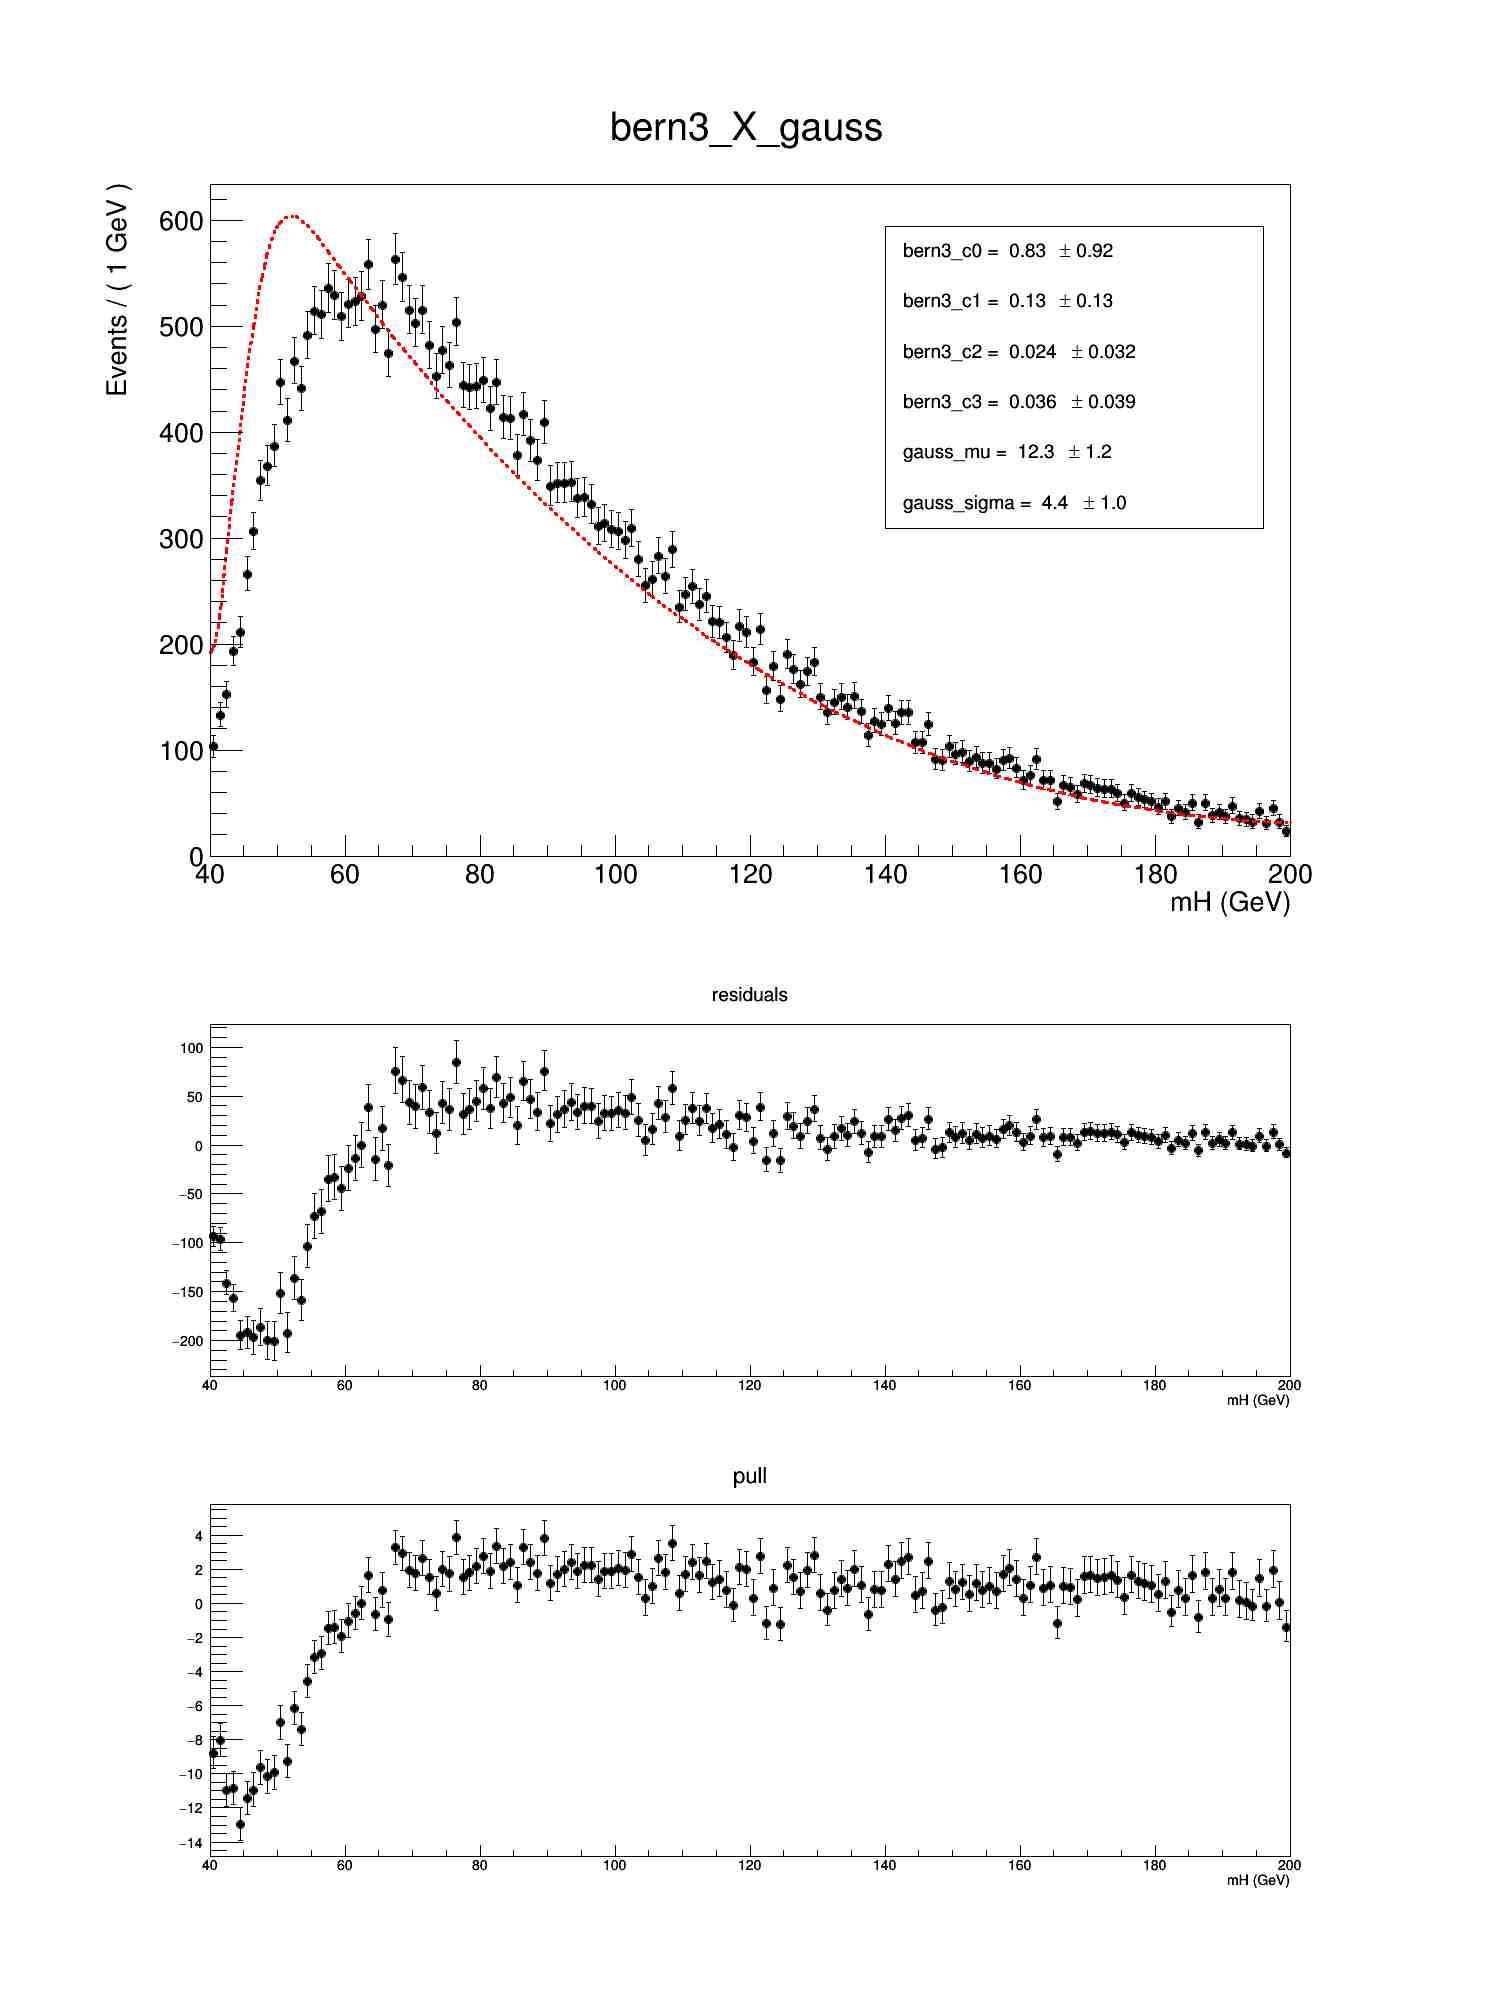 bern3_X_gauss
Events / ( 1 GeV )
600
500
400
300
200
100
0
bern3_c0 = 0.83 ± 0.92
bern3_c1 = 0.13 ± 0.13
bern3_c2 = 0.024 ± 0.032
bern3_c3 = 0.036 ± 0.039
gauss_mu = 12.3 ± 1.2
gauss_sigma = 4.4 ± 1.0
40 60 80 100 120 140 160 180 200
mH (GeV)
residuals
100
50
0
−50
−100
−150
−200
40 60 80 100 120 140 160 180 200
mH (GeV)
pull
4
2
0
−2
−4
−6
−8
−10
−12
−14
40 60 80 100 120 140 160 180 200
mH (GeV)